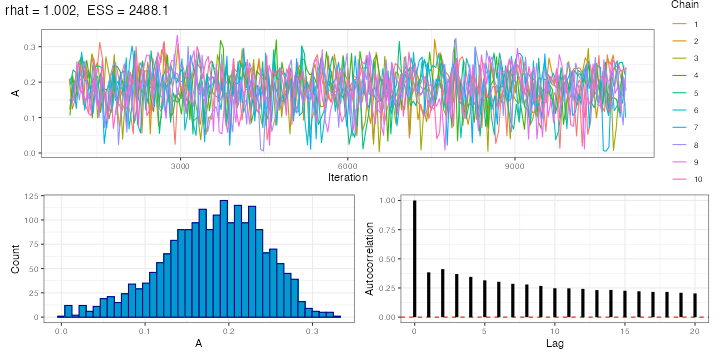 rhat = 1.002, ESS = 2488.1
Chain
1
2
3
4
5
6
7
8
9
10
A
0.3
0.2
0.1
0.0
3000 6000 9000
Iteration
Count
125
100
75
50
25
0
0.0 0.1 0.2 0.3
A
Autocorrelation
1.00
0.75
0.50
0.25
0.00
0 5 10 15 20
Lag